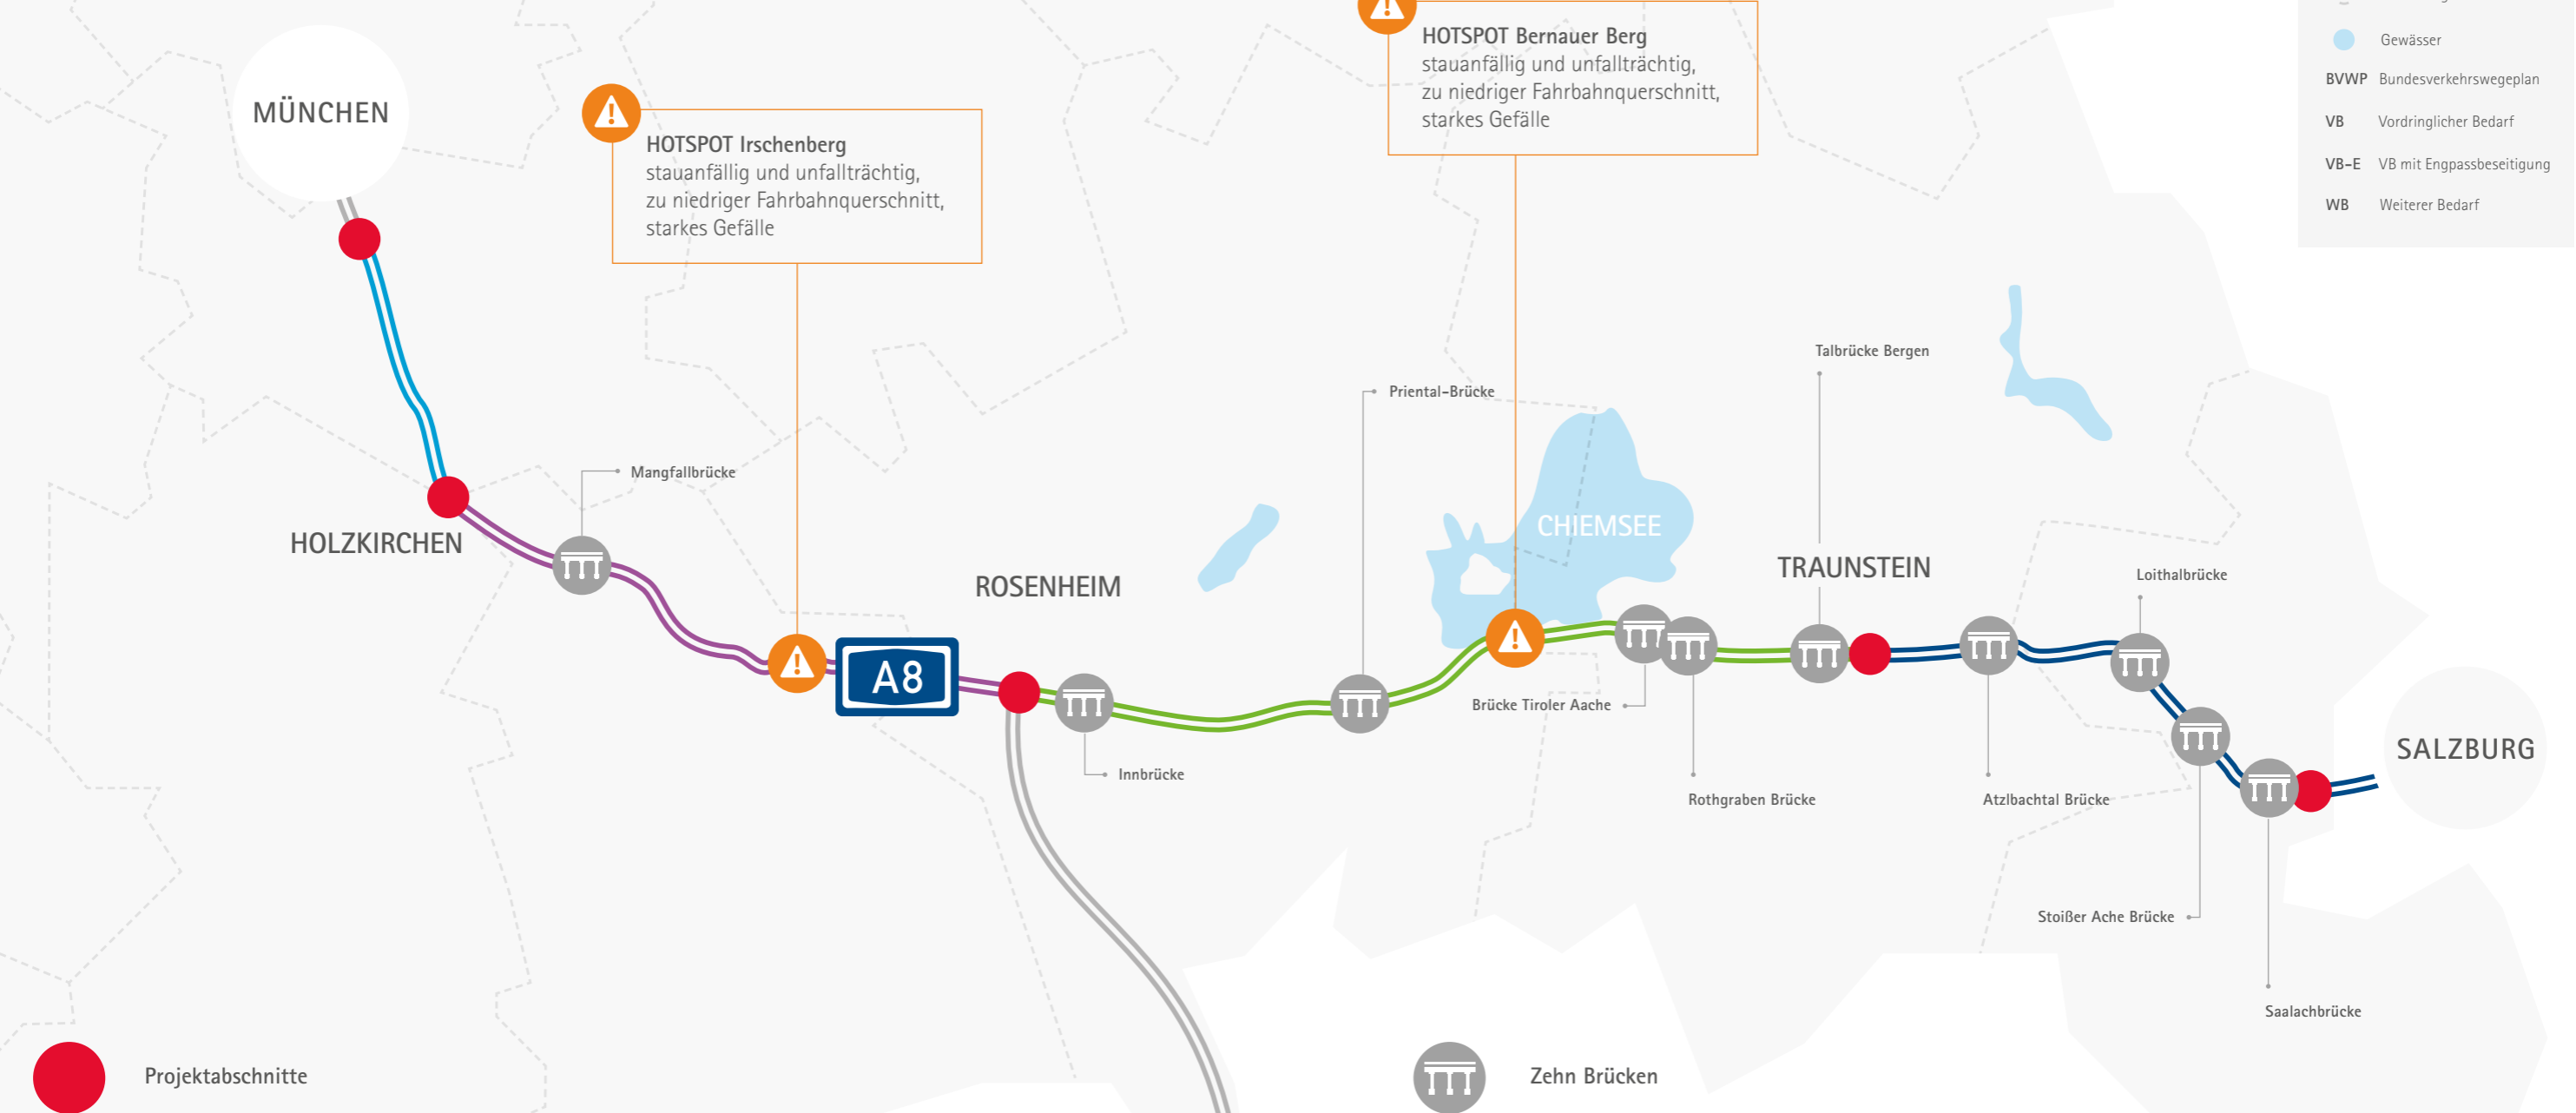 HOTSPOT Bernauer Berg
stauanfällig und unfallträchtig,
zu niedriger Fahrbahnquerschnitt,
starkes Gefälle
Gewässer
BVWP Bundesverkehrswegeplan
VB Vordringlicher Bedarf
VB-E VB mit Engpassbeseitigung
WB Weiterer Bedarf
MÜNCHEN
HOTSPOT Irschenberg
stauanfällig und unfallträchtig,
zu niedriger Fahrbahnquerschnitt,
starkes Gefälle
Talbrücke Bergen
Priental-Brücke
Mangfallbrücke
CHIEMSEE
HOLZKIRCHEN
TRAUNSTEIN
Loithalbrücke
ROSENHEIM
A8
Brücke Tiroler Aache
SALZBURG
Innbrücke
Rothgraben Brücke
Atzlbachtal Brücke
Stoißer Ache Brücke
Saalachbrücke
Projektabschnitte
Zehn Brücken